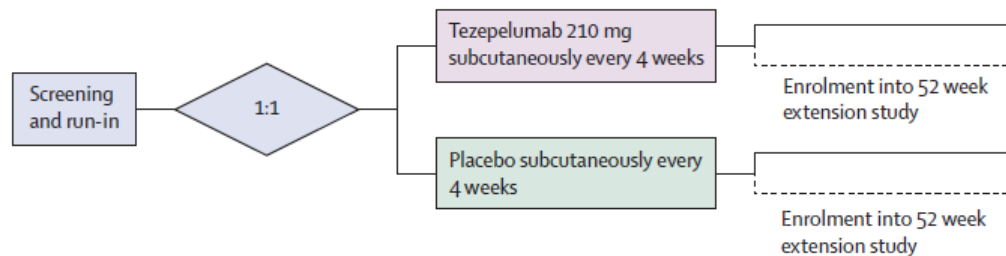 Screening
and run-in
1:1
Tezepelumab 210 mg
subcutaneously every 4 weeks
Enrolment into 52 week
extension study
Placebo subcutaneously every
4 weeks
Enrolment into 52 week
extension study